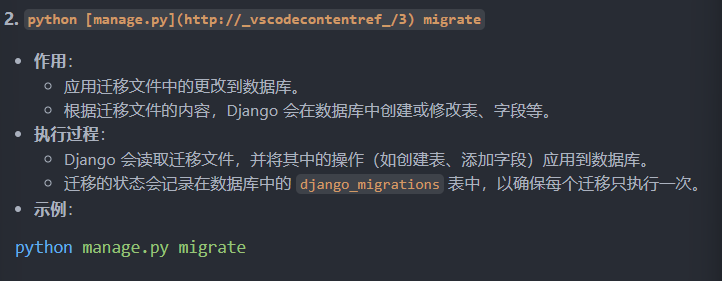 2. python [manage.py](http://_vscodecontentref_/3) migrate
作用：
应用迁移文件中的更改到数据库。
根据迁移文件的内容，Django 会在数据库中创建或修改表、字段等。
执行过程：
Django 会读取迁移文件，并将其中的操作（如创建表、添加字段）应用到数据库。
迁移的状态会记录在数据库中的 django_migrations 表中，以确保每个迁移只执行一次。
示例：
python manage.py migrate